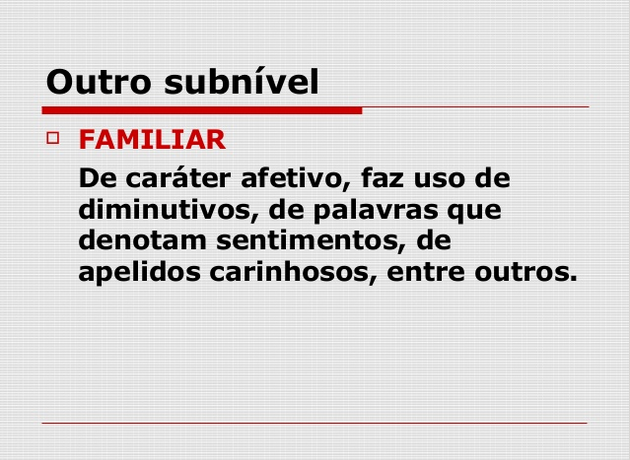 Outro subnível
FAMILIAR
De caráter afetivo, faz uso de
diminutivos, de palavras que
denotam sentimentos, de
apelidos carinhosos, entre outros.